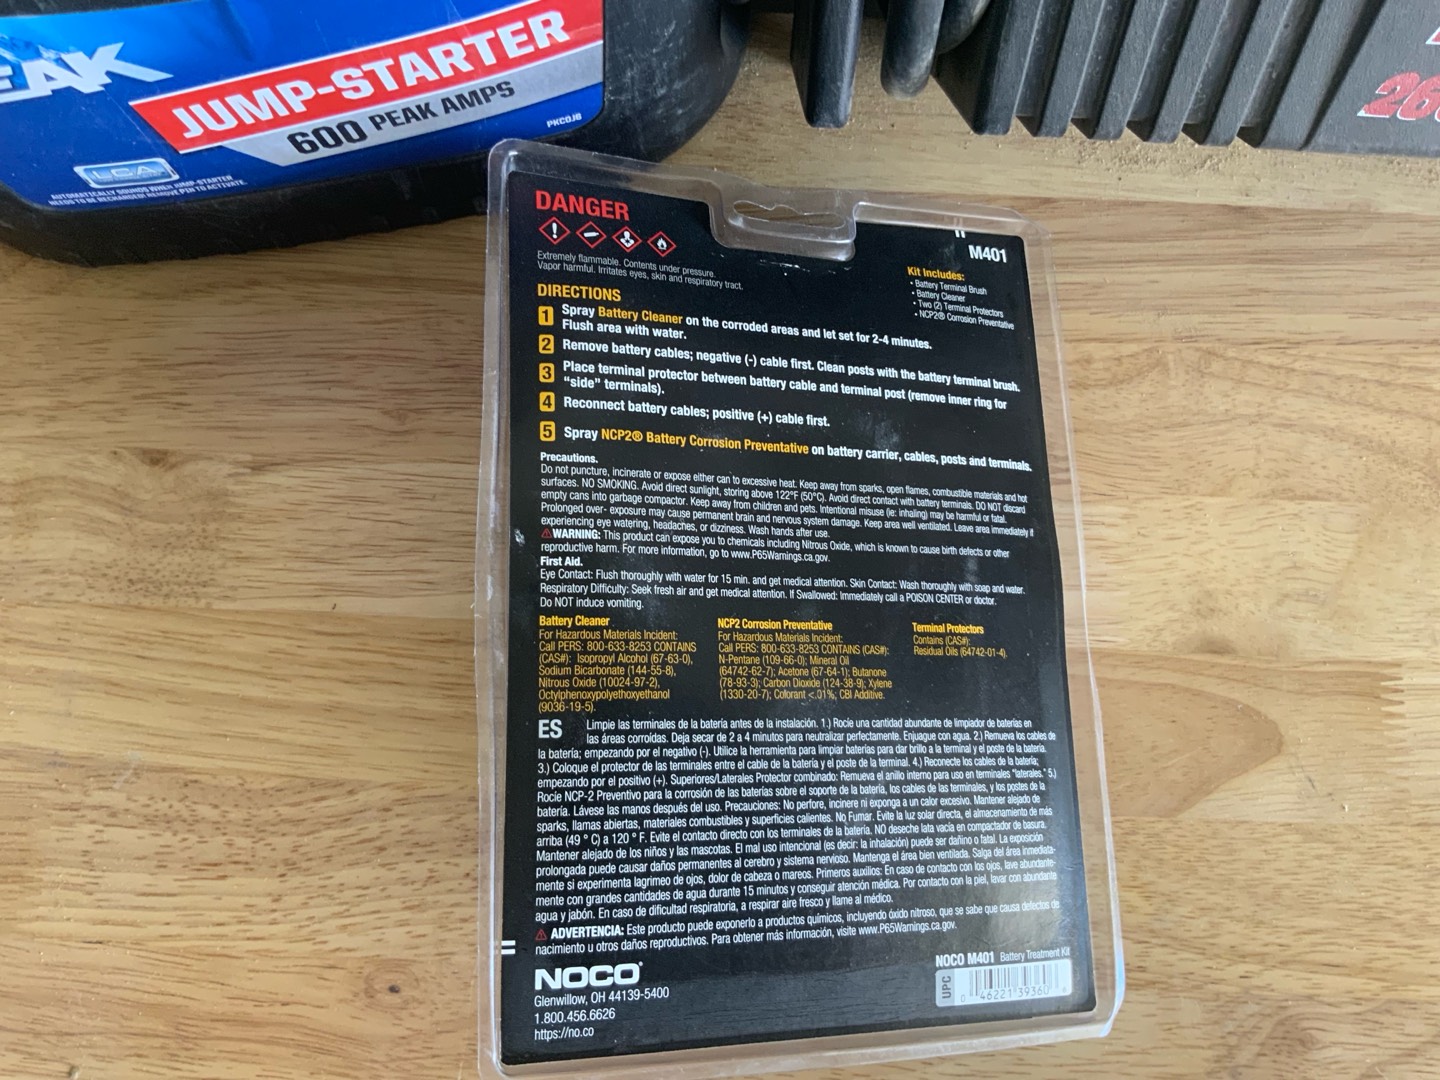 EAK
JUMP-STARTER
600 PEAK AMPS
PKC0J6
LCA
AUTOMATICALLY SOUNDS WHEN JUMP-STARTER
NEEDS TO BE RECHARGED! REMOVE PIN TO ACTIVATE.
26
DANGER
Extremely flammable. Contents under pressure.
Vapor harmful. Irritates eyes, skin and respiratory tract.
M401
Kit Includes:
• Battery Terminal Brush
• Battery Cleaner
• Two (2) Terminal Protectors
• NCP2® Corrosion Preventative
DIRECTIONS
1 Spray Battery Cleaner on the corroded areas and let set for 2-4 minutes.
Flush area with water.
2 Remove battery cables; negative (-) cable first. Clean posts with the battery terminal brush.
3 Place terminal protector between battery cable and terminal post (remove inner ring for
“side” terminals).
4 Reconnect battery cables; positive (+) cable first.
5 Spray NCP2® Battery Corrosion Preventative on battery carrier, cables, posts and terminals.
Precautions.
Do not puncture, incinerate or expose either can to excessive heat. Keep away from sparks, open flames, combustible materials and hot
surfaces. NO SMOKING. Avoid direct sunlight, storing above 122°F (50°C). Avoid direct contact with battery terminals. DO NOT discard
empty cans into garbage compactor. Keep away from children and pets. Intentional misuse (ie: inhaling) may be harmful or fatal.
Prolonged over- exposure may cause permanent brain and nervous system damage. Keep area well ventilated. Leave area immediately if
experiencing eye watering, headaches, or dizziness. Wash hands after use.
WARNING: This product can expose you to chemicals including Nitrous Oxide, which is known to cause birth defects or other
reproductive harm. For more information, go to www.P65Warnings.ca.gov.
First Aid.
Eye Contact: Flush thoroughly with water for 15 min. and get medical attention. Skin Contact: Wash thoroughly with soap and water.
Respiratory Difficulty: Seek fresh air and get medical attention. If Swallowed: Immediately call a POISON CENTER or doctor.
Do NOT induce vomiting.
Battery Cleaner
For Hazardous Materials Incident:
Call PERS: 800-633-8253 CONTAINS
(CAS#): Isopropyl Alcohol (67-63-0),
Sodium Bicarbonate (144-55-8),
Nitrous Oxide (10024-97-2),
Octylphenoxypolyethoxyethanol
(9036-19-5).
NCP2 Corrosion Preventative
For Hazardous Materials Incident:
Call PERS: 800-633-8253 CONTAINS (CAS#):
N-Pentane (109-66-0); Mineral Oil
(64742-62-7); Acetone (67-64-1); Butanone
(78-93-3); Carbon Dioxide (124-38-9); Xylene
(1330-20-7); Colorant <.01%; CBI Additive.
Terminal Protectors
Contains (CAS#):
Residual Oils (64742-01-4).
ES Limpie las terminales de la batería antes de la instalación. 1.) Rocíe una cantidad abundante de limpiador de baterías en
las áreas corroídas. Deja secar de 2 a 4 minutos para neutralizar perfectamente. Enjuague con agua. 2.) Remueva los cables de
la batería; empezando por el negativo (-). Utilice la herramienta para limpiar baterías para dar brillo a la terminal y el poste de la batería.
3.) Coloque el protector de las terminales entre el cable de la batería y el poste de la terminal. 4.) Reconecte los cables de la batería;
empezando por el positivo (+). Superiores/Laterales Protector combinado: Remueva el anillo interno para uso en terminales "laterales." 5.)
Rocíe NCP-2 Preventivo para la corrosión de las baterías sobre el soporte de la batería, los cables de las terminales, y los postes de la
batería. Lávese las manos después del uso. Precauciones: No perfore, incinere ni exponga a un calor excesivo. Mantener alejado de
sparks, llamas abiertas, materiales combustibles y superficies calientes. No Fumar. Evite la luz solar directa, el almacenamiento de más
arriba (49 ° C) a 120 ° F. Evite el contacto directo con los terminales de la batería. NO deseche lata vacía en compactador de basura.
Mantener alejado de los niños y las mascotas. El mal uso intencional (es decir: la inhalación) puede ser dañino o fatal. La exposición
prolongada puede causar daños permanentes al cerebro y sistema nervioso. Mantenga el área bien ventilada. Salga del área inmediata-
mente si experimenta lagrimeo de ojos, dolor de cabeza o mareos. Primeros auxilios: En caso de contacto con los ojos, lave abundante-
mente con grandes cantidades de agua durante 15 minutos y conseguir atención médica. Por contacto con la piel, lavar con abundante
agua y jabón. En caso de dificultad respiratoria, a respirar aire fresco y llame al médico.
ADVERTENCIA: Este producto puede exponerlo a productos químicos, incluyendo óxido nitroso, que se sabe que causa defectos de
nacimiento u otros daños reproductivos. Para obtener más información, visite www.P65Warnings.ca.gov.
NOCO®
Glenwillow, OH 44139-5400
1.800.456.6626
https://no.co
NOCO M401 Battery Treatment Kit
UPC
0 46221 39360 6